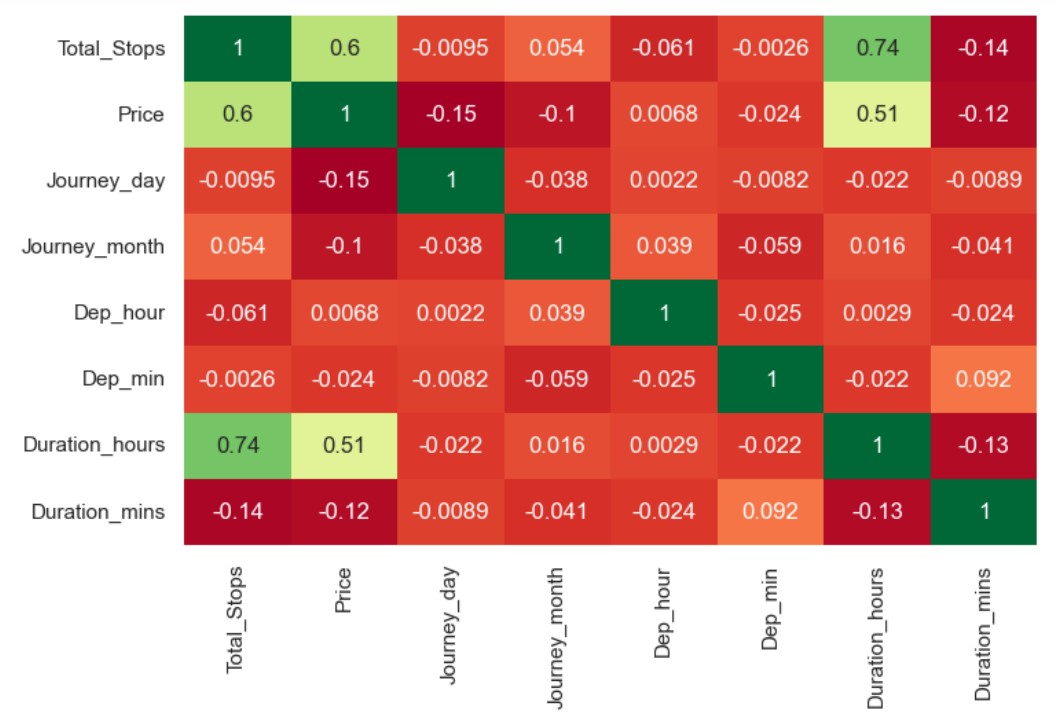 Total_Stops 1 0.6 -0.0095 0.054 -0.061 -0.0026 0.74 -0.14
Price 0.6 1 -0.15 -0.1 0.0068 -0.024 0.51 -0.12
Journey_day -0.0095 -0.15 1 -0.038 0.0022 -0.0082 -0.022 -0.0089
Journey_month 0.054 -0.1 -0.038 1 0.039 -0.059 0.016 -0.041
Dep_hour -0.061 0.0068 0.0022 0.039 1 -0.025 0.0029 -0.024
Dep_min -0.0026 -0.024 -0.0082 -0.059 -0.025 1 -0.022 0.092
Duration_hours 0.74 0.51 -0.022 0.016 0.0029 -0.022 1 -0.13
Duration_mins -0.14 -0.12 -0.0089 -0.041 -0.024 0.092 -0.13 1
Total_Stops Price Journey_day Journey_month Dep_hour Dep_min Duration_hours Duration_mins